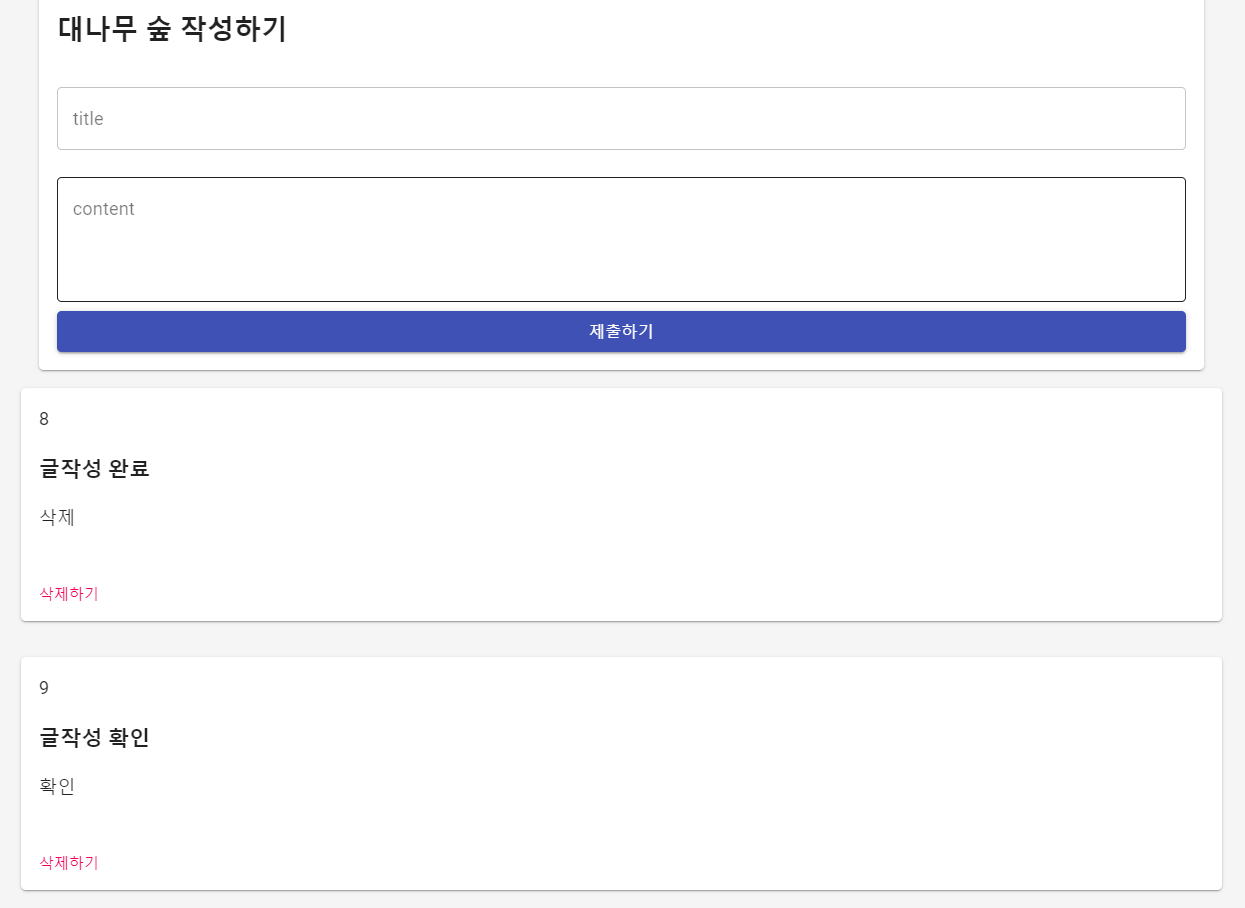 대나무 숲 작성하기
title
content
제출하기
8
글작성 완료
삭제
삭제하기
9
글작성 확인
확인
삭제하기